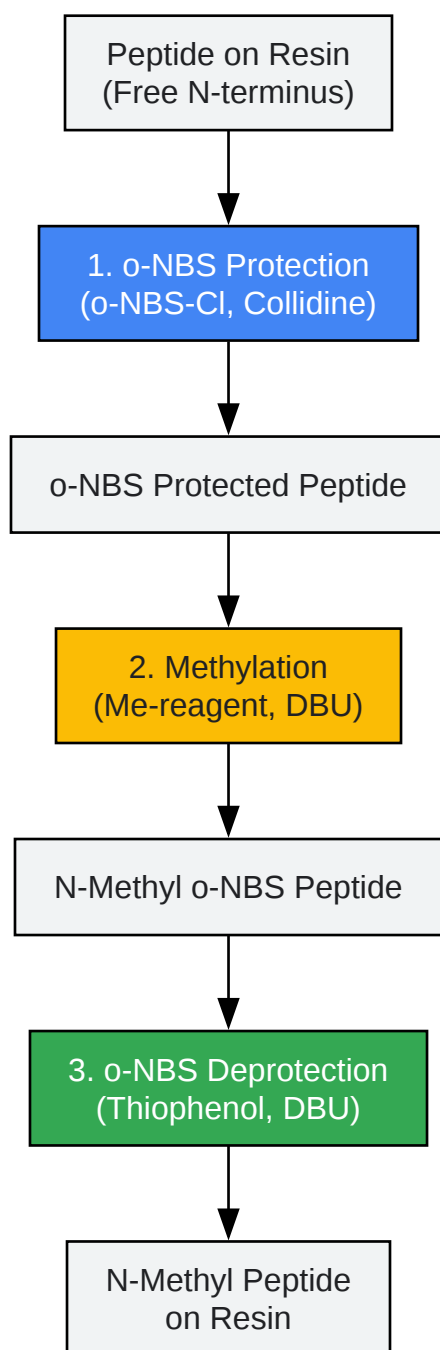 Peptide on Resin
(Free N-terminus)
1. o-NBS Protection
(o-NBS-Cl, Collidine)
o-NBS Protected Peptide
2. Methylation
(Me-reagent, DBU)
N-Methyl o-NBS Peptide
3. o-NBS Deprotection
(Thiophenol, DBU)
N-Methyl Peptide
on Resin